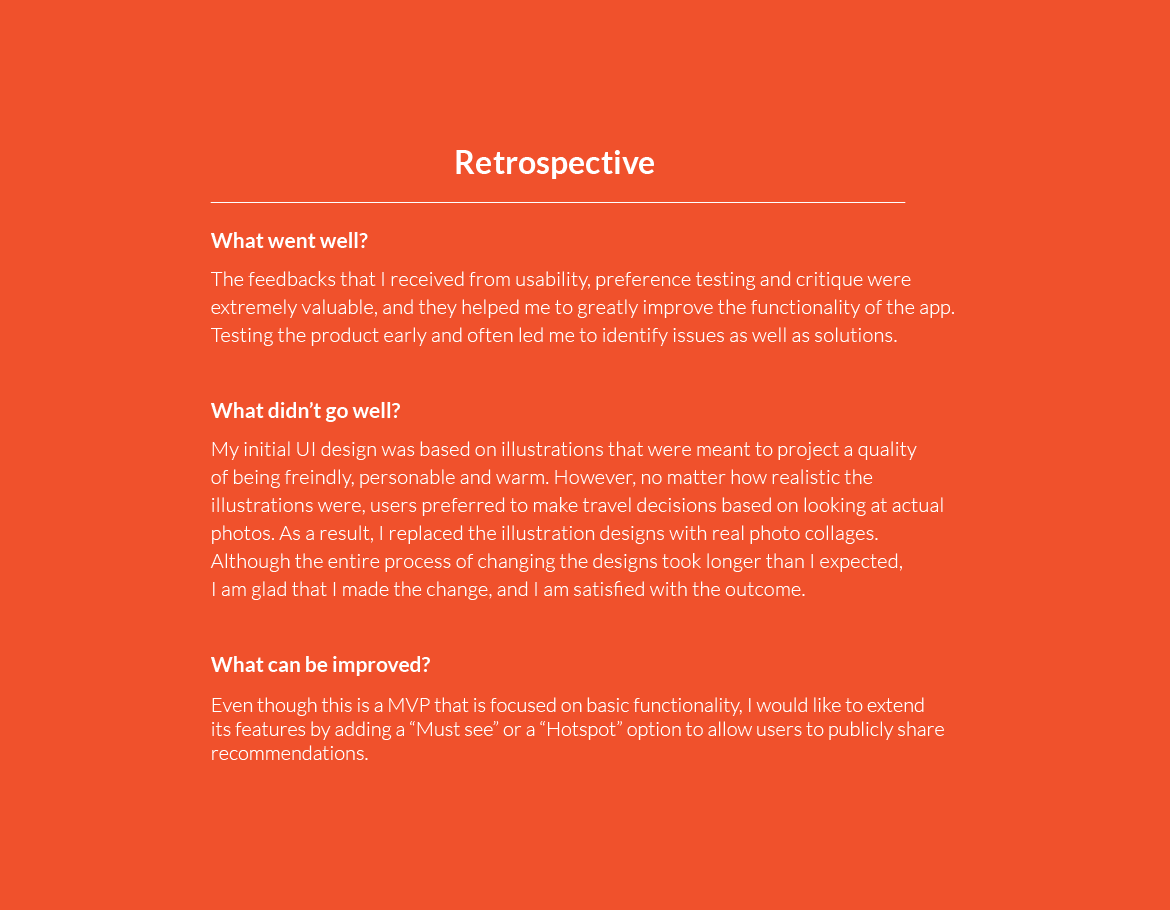 Retrospective
What went well?
The feedbacks that I received from usability, preference testing and critique were
extremely valuable, and they helped me to greatly improve the functionality of the app.
Testing the product early and often led me to identify issues as well as solutions.
What didn’t go well?
My initial UI design was based on illustrations that were meant to project a quality
of being freindly, personable and warm. However, no matter how realistic the
illustrations were, users preferred to make travel decisions based on looking at actual
photos. As a result, I replaced the illustration designs with real photo collages.
Although the entire process of changing the designs took longer than I expected,
I am glad that I made the change, and I am satisfied with the outcome.
What can be improved?
Even though this is a MVP that is focused on basic functionality, I would like to extend
its features by adding a “Must see” or a “Hotspot” option to allow users to publicly share
recommendations.